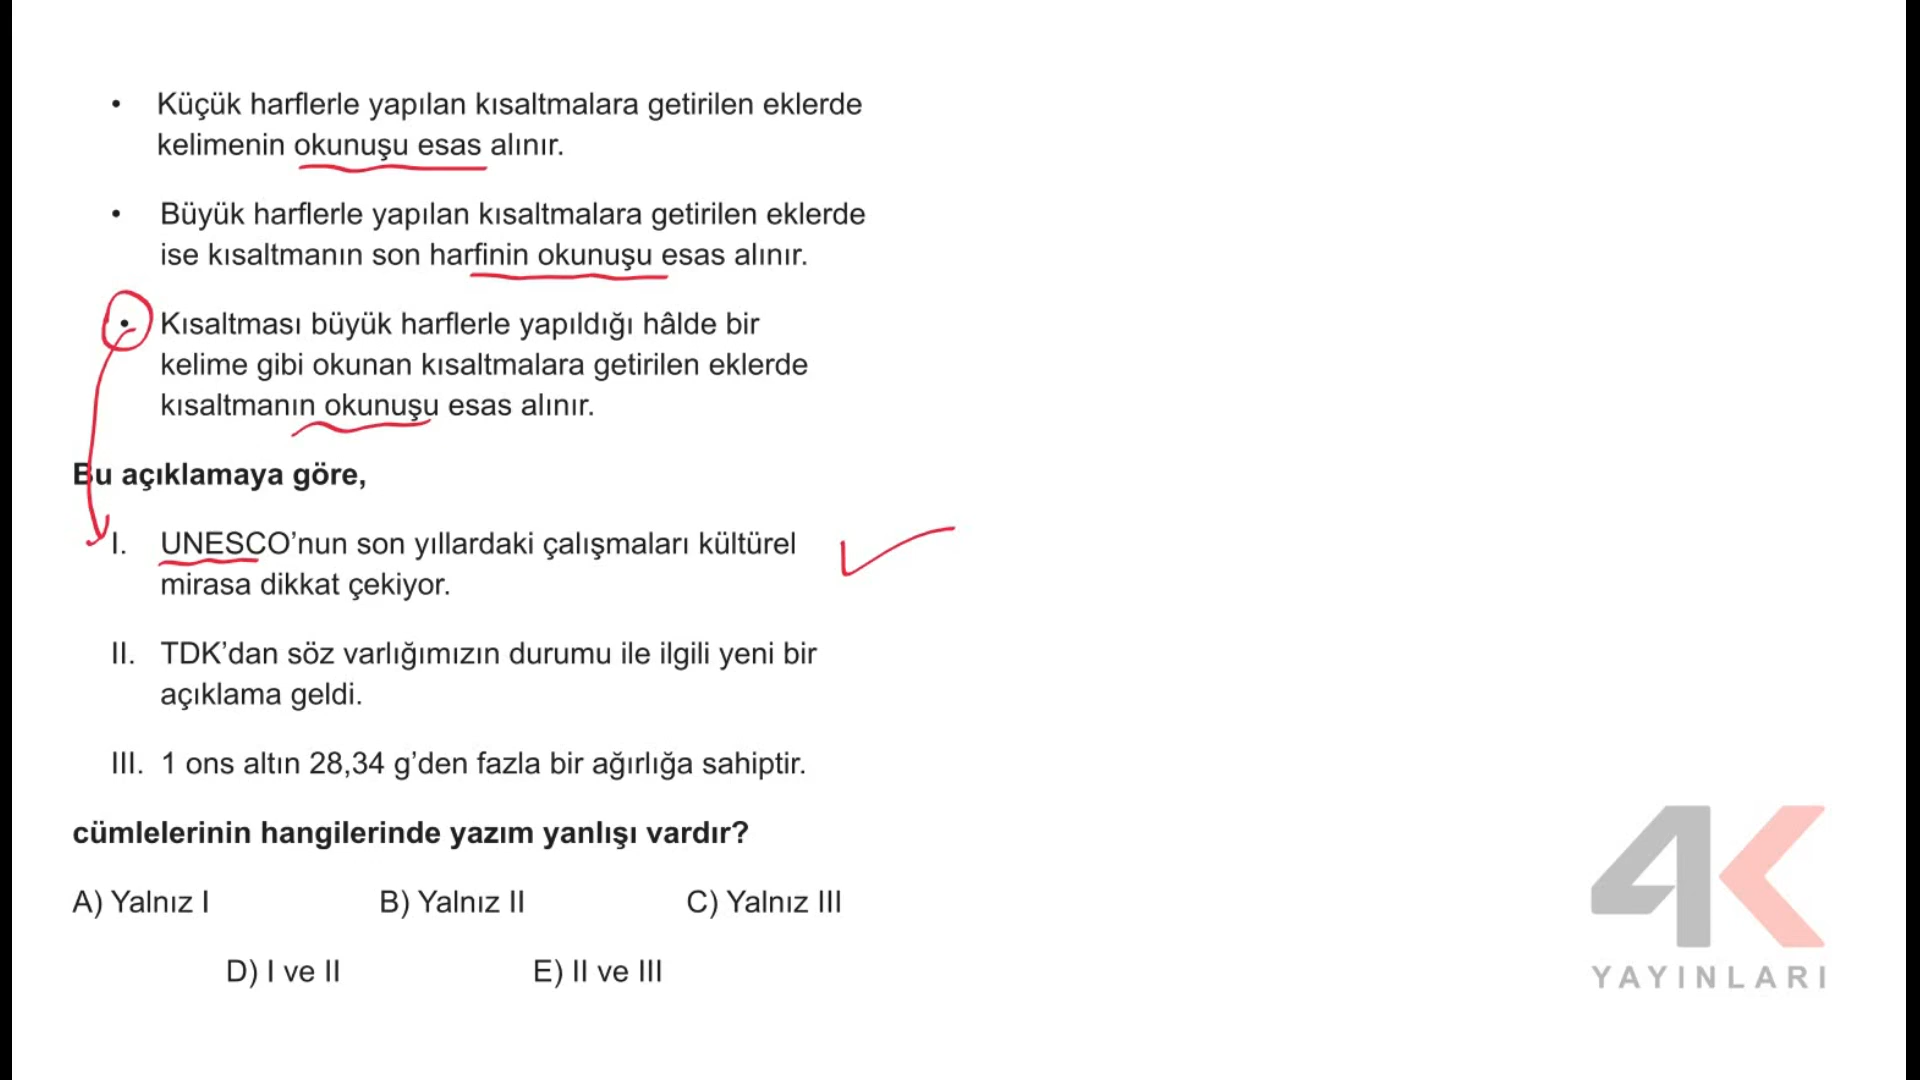 • Küçük harflerle yapılan kısaltmalara getirilen eklerde
kelimenin okunuşu esas alınır.
• Büyük harflerle yapılan kısaltmalara getirilen eklerde
ise kısaltmanın son harfinin okunuşu esas alınır.
• Kısaltması büyük harflerle yapıldığı hâlde bir
kelime gibi okunan kısaltmalara getirilen eklerde
kısaltmanın okunuşu esas alınır.
Bu açıklamaya göre,
I. UNESCO’nun son yıllardaki çalışmaları kültürel
mirasa dikkat çekiyor.
II. TDK’dan söz varlığımızın durumu ile ilgili yeni bir
açıklama geldi.
III. 1 ons altın 28,34 g’den fazla bir ağırlığa sahiptir.
cümlelerinin hangilerinde yazım yanlışı vardır?
A) Yalnız I B) Yalnız II C) Yalnız III
D) I ve II E) II ve III
4K
YAYINLARI